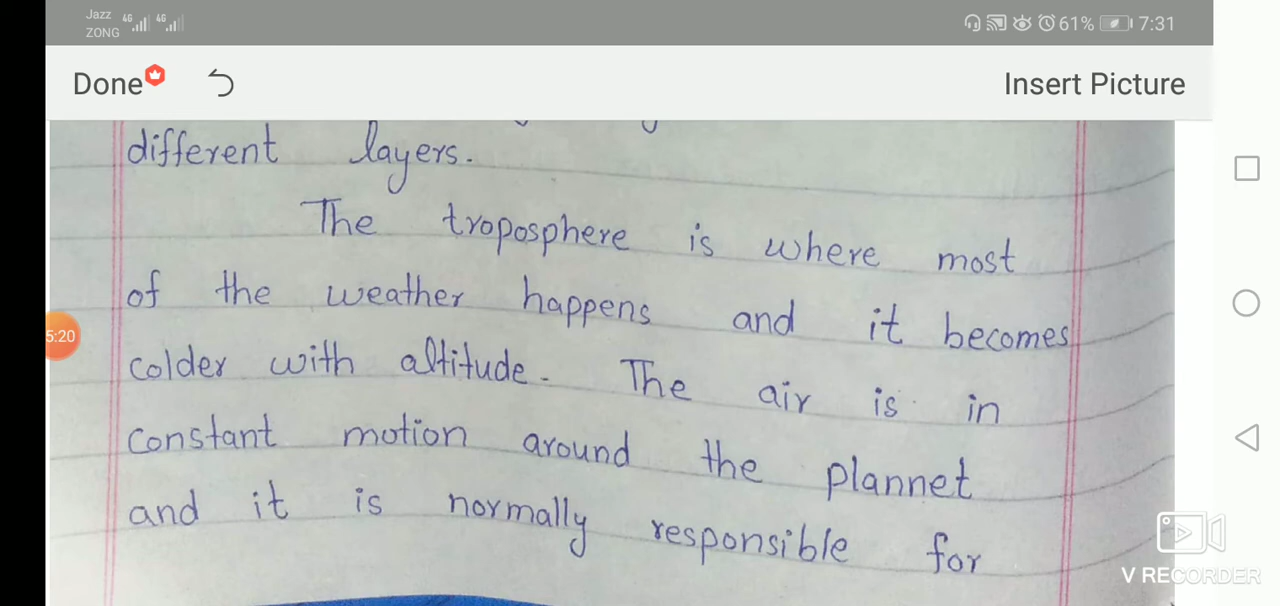 Jazz 4G 4G
ZONG
61% 7:31
Done
Insert Picture
different layers.
The troposphere is where most
of the weather happens and it becomes
colder with altitude. The air is in
constant motion around the plannet
and it is normally responsible for
5:20
V RECORDER